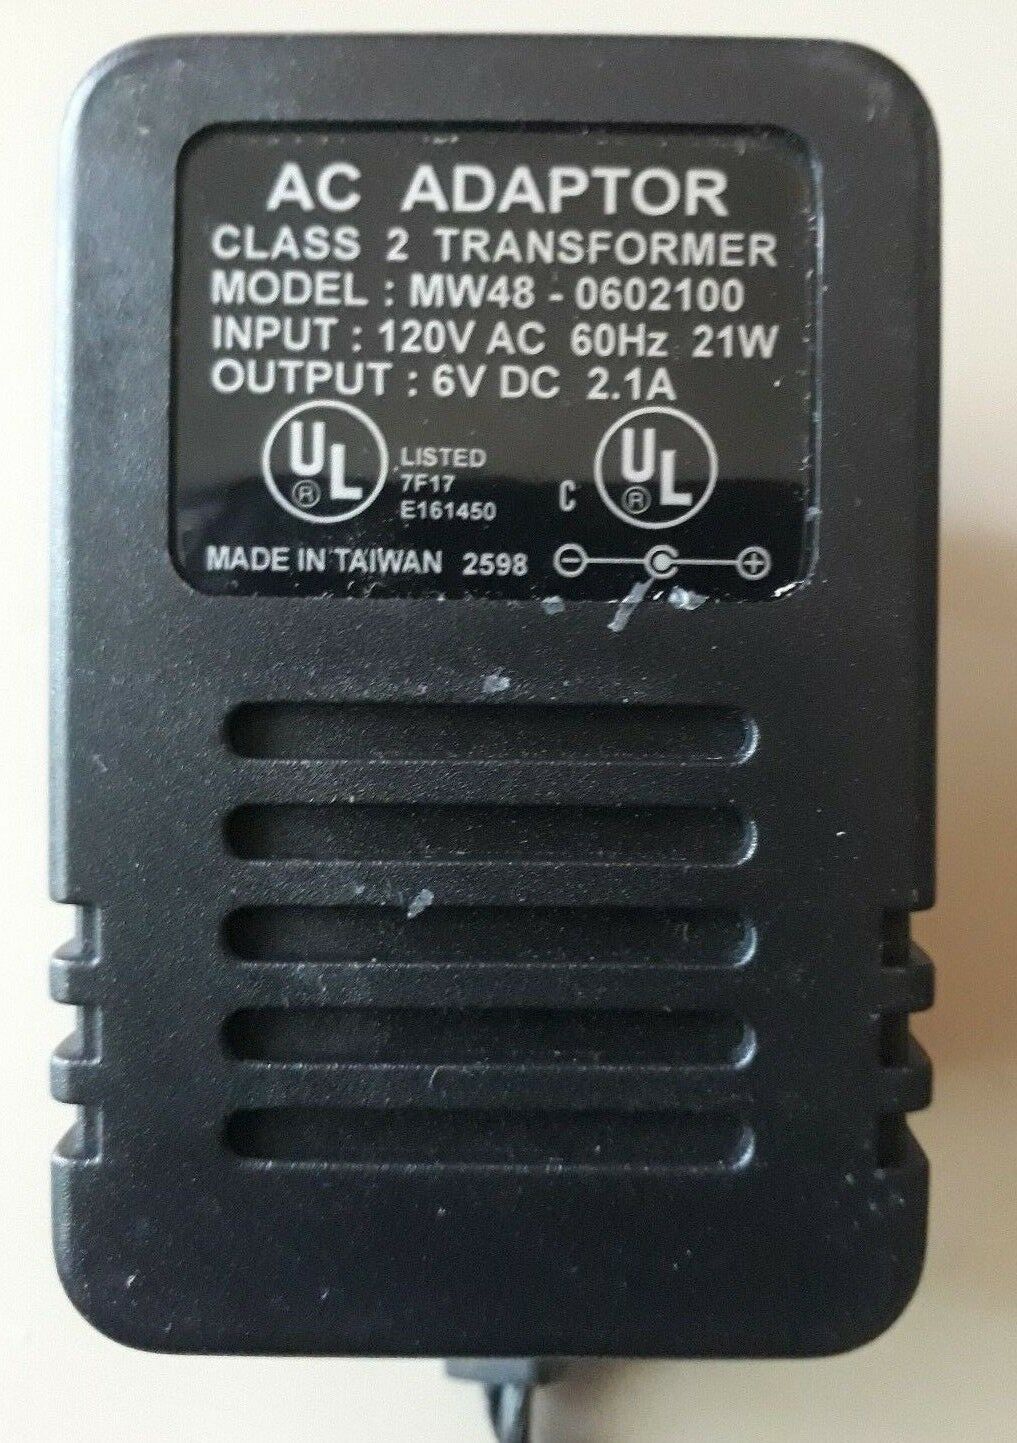 AC ADAPTOR
CLASS 2 TRANSFORMER
MODEL : MW48 - 0602100
INPUT : 120V AC 60Hz 21W
OUTPUT : 6V DC 2.1A
UL ® LISTED
7F17
E161450
C UL ®
MADE IN TAIWAN 2598